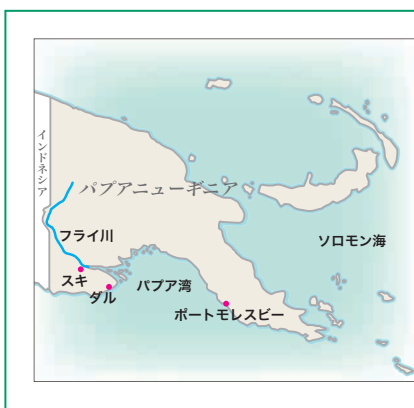 インドネシア
パプアニューギニア
フライ川
ソロモン海
スキ
ダル
パプア湾
ポートモレスビー